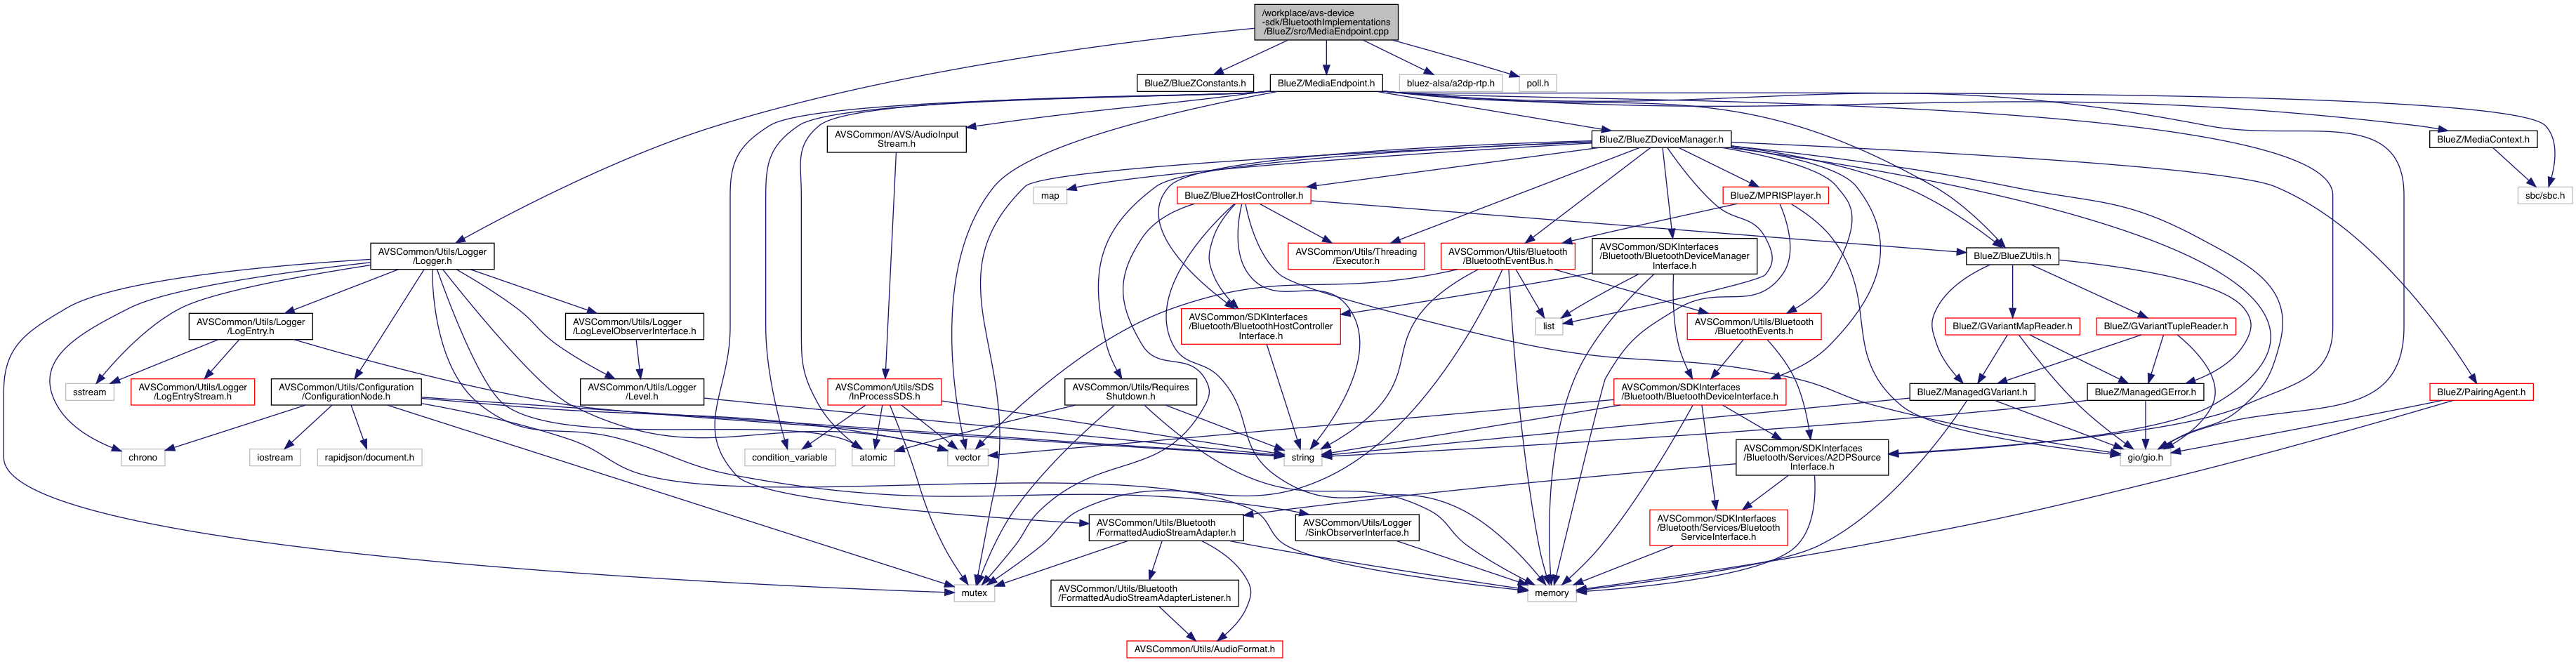 /workplace/avs-device
-sdk/BluetoothImplementations
/BlueZ/src/MediaEndpoint.cpp
BlueZ/BlueZConstants.h
BlueZ/MediaEndpoint.h
bluez-alsa/a2dp-rtp.h
poll.h
AVSCommon/AVS/AudioInput
Stream.h
BlueZ/BlueZDeviceManager.h
BlueZ/MediaContext.h
map
BlueZ/BlueZHostController.h
BlueZ/MPRISPlayer.h
sbc/sbc.h
AVSCommon/Utils/Logger
/Logger.h
AVSCommon/Utils/Threading
/Executor.h
AVSCommon/Utils/Bluetooth
/BluetoothEventBus.h
AVSCommon/SDKInterfaces
/Bluetooth/BluetoothDeviceManager
Interface.h
BlueZ/BlueZUtils.h
AVSCommon/Utils/Logger
/LogEntry.h
AVSCommon/Utils/Logger
/LogLevelObserverInterface.h
AVSCommon/SDKInterfaces
/Bluetooth/BluetoothHostController
Interface.h
list
AVSCommon/Utils/Bluetooth
/BluetoothEvents.h
BlueZ/GVariantMapReader.h
BlueZ/GVariantTupleReader.h
sstream
AVSCommon/Utils/Logger
/LogEntryStream.h
AVSCommon/Utils/Configuration
/ConfigurationNode.h
AVSCommon/Utils/Logger
/Level.h
AVSCommon/Utils/SDS
/InProcessSDS.h
AVSCommon/Utils/Requires
Shutdown.h
AVSCommon/SDKInterfaces
/Bluetooth/BluetoothDeviceInterface.h
BlueZ/ManagedGVariant.h
BlueZ/ManagedGError.h
BlueZ/PairingAgent.h
chrono
iostream
rapidjson/document.h
condition_variable
atomic
vector
string
AVSCommon/SDKInterfaces
/Bluetooth/Services/A2DPSource
Interface.h
gio/gio.h
AVSCommon/Utils/Bluetooth
/FormattedAudioStreamAdapter.h
AVSCommon/Utils/Logger
/SinkObserverInterface.h
AVSCommon/SDKInterfaces
/Bluetooth/Services/Bluetooth
ServiceInterface.h
mutex
AVSCommon/Utils/Bluetooth
/FormattedAudioStreamAdapterListener.h
memory
AVSCommon/Utils/AudioFormat.h